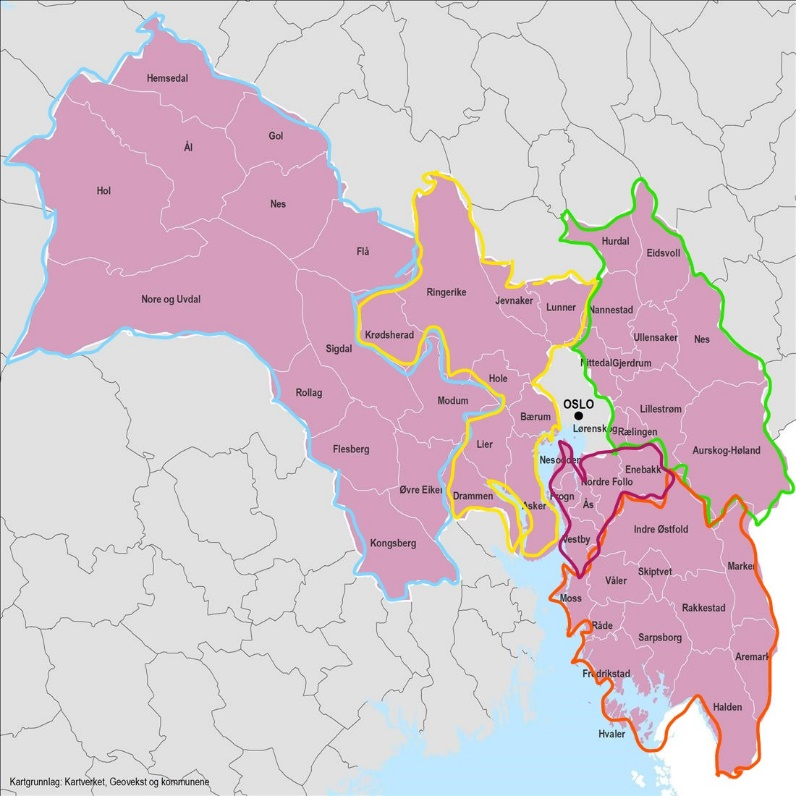 Hemsedal
Ål
Gol
Hol
Nes
Flå
Nore og Uvdal
Hurdal
Eidsvoll
Ringerike
Jevnaker
Lunner
Nannestad
Krødsherad
Sigdal
Ullensaker
Nes
Nittedal
Gjerdrum
Hole
Rollag
Modum
OSLO
Bærum
Lillestrøm
Lørenskog
Rælingen
Lier
Flesberg
Aurskog-Høland
Nesodden
Enebakk
Nordre Follo
Øvre Eiker
Drammen
Frogn
Ås
Asker
Indre Østfold
Kongsberg
Vestby
Marker
Skiptvet
Våler
Moss
Rakkestad
Råde
Sarpsborg
Aremark
Fredrikstad
Halden
Hvaler
Kartgrunnlag: Kartverket, Geovekst og kommunene